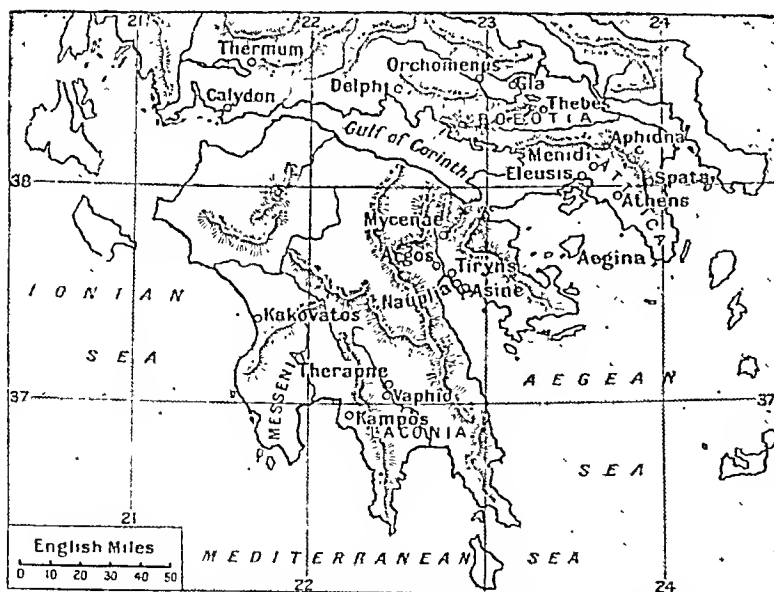 21 22 23 24
Thermum
Orchomenus
Gla
Delphi
Thebe
Calydon
BOEOTIA
Gulf of Corinth
Aphidna
Menidi
Eleusis
ATTICA
38
Spata
Athens
Mycenae
Argos
Tiryns
Aegina
Nauplia
Asine
IONIAN
SEA
Kakovatos
Therapne
AEGEAN
Vaphio
37 37
MESSENIA
Kampos
LACONIA
SEA
21
English Miles
0 10 20 30 40 50
MEDITERRANEAN SEA
22 23 24